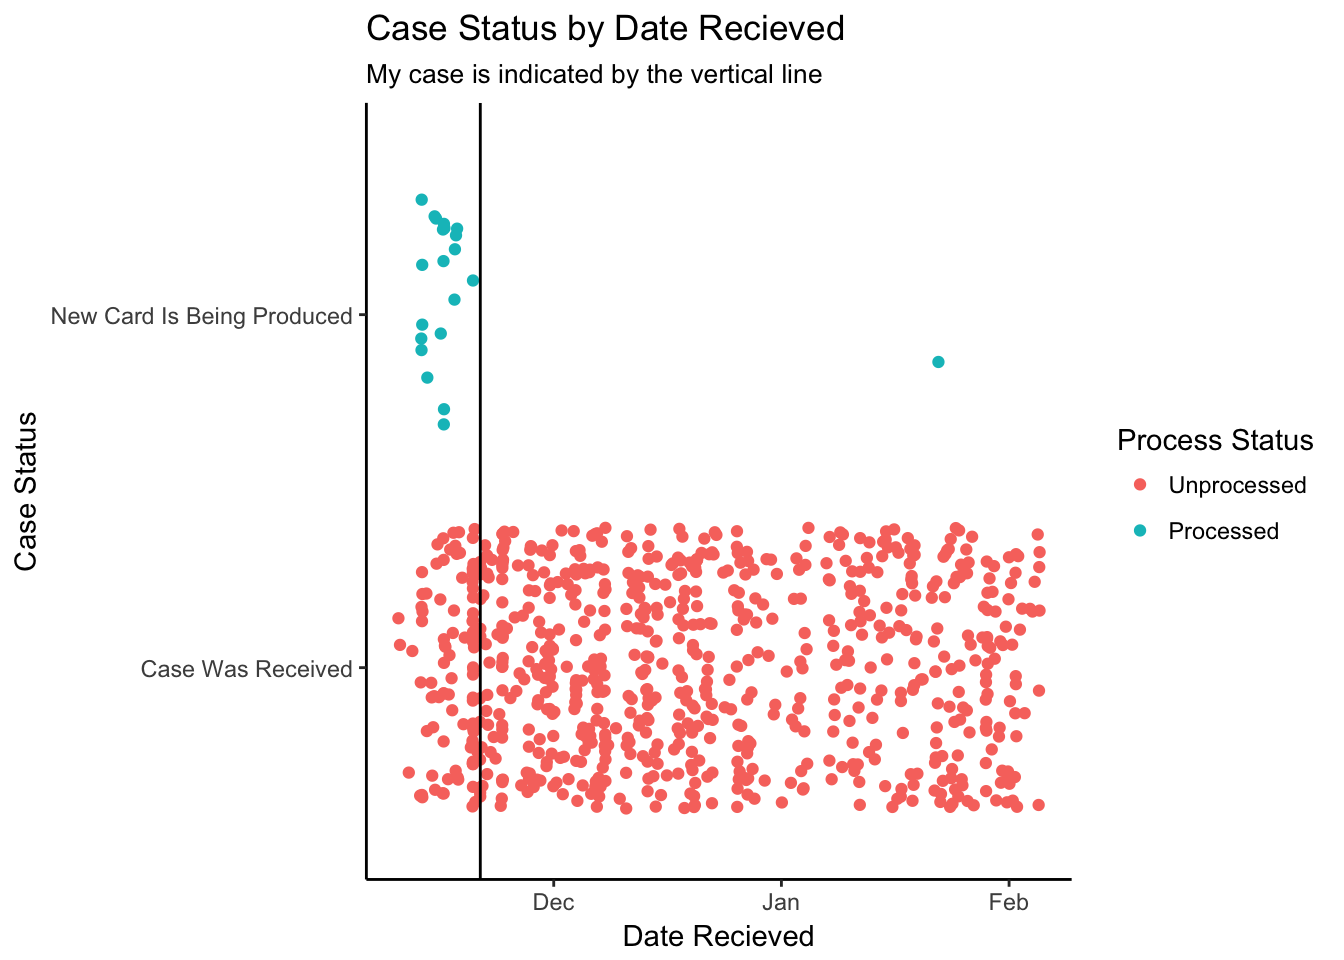 Case Status by Date Recieved
My case is indicated by the vertical line
Case Status
New Card Is Being Produced
Case Was Received
Dec
Jan
Feb
Date Recieved
Process Status
Unprocessed
Processed